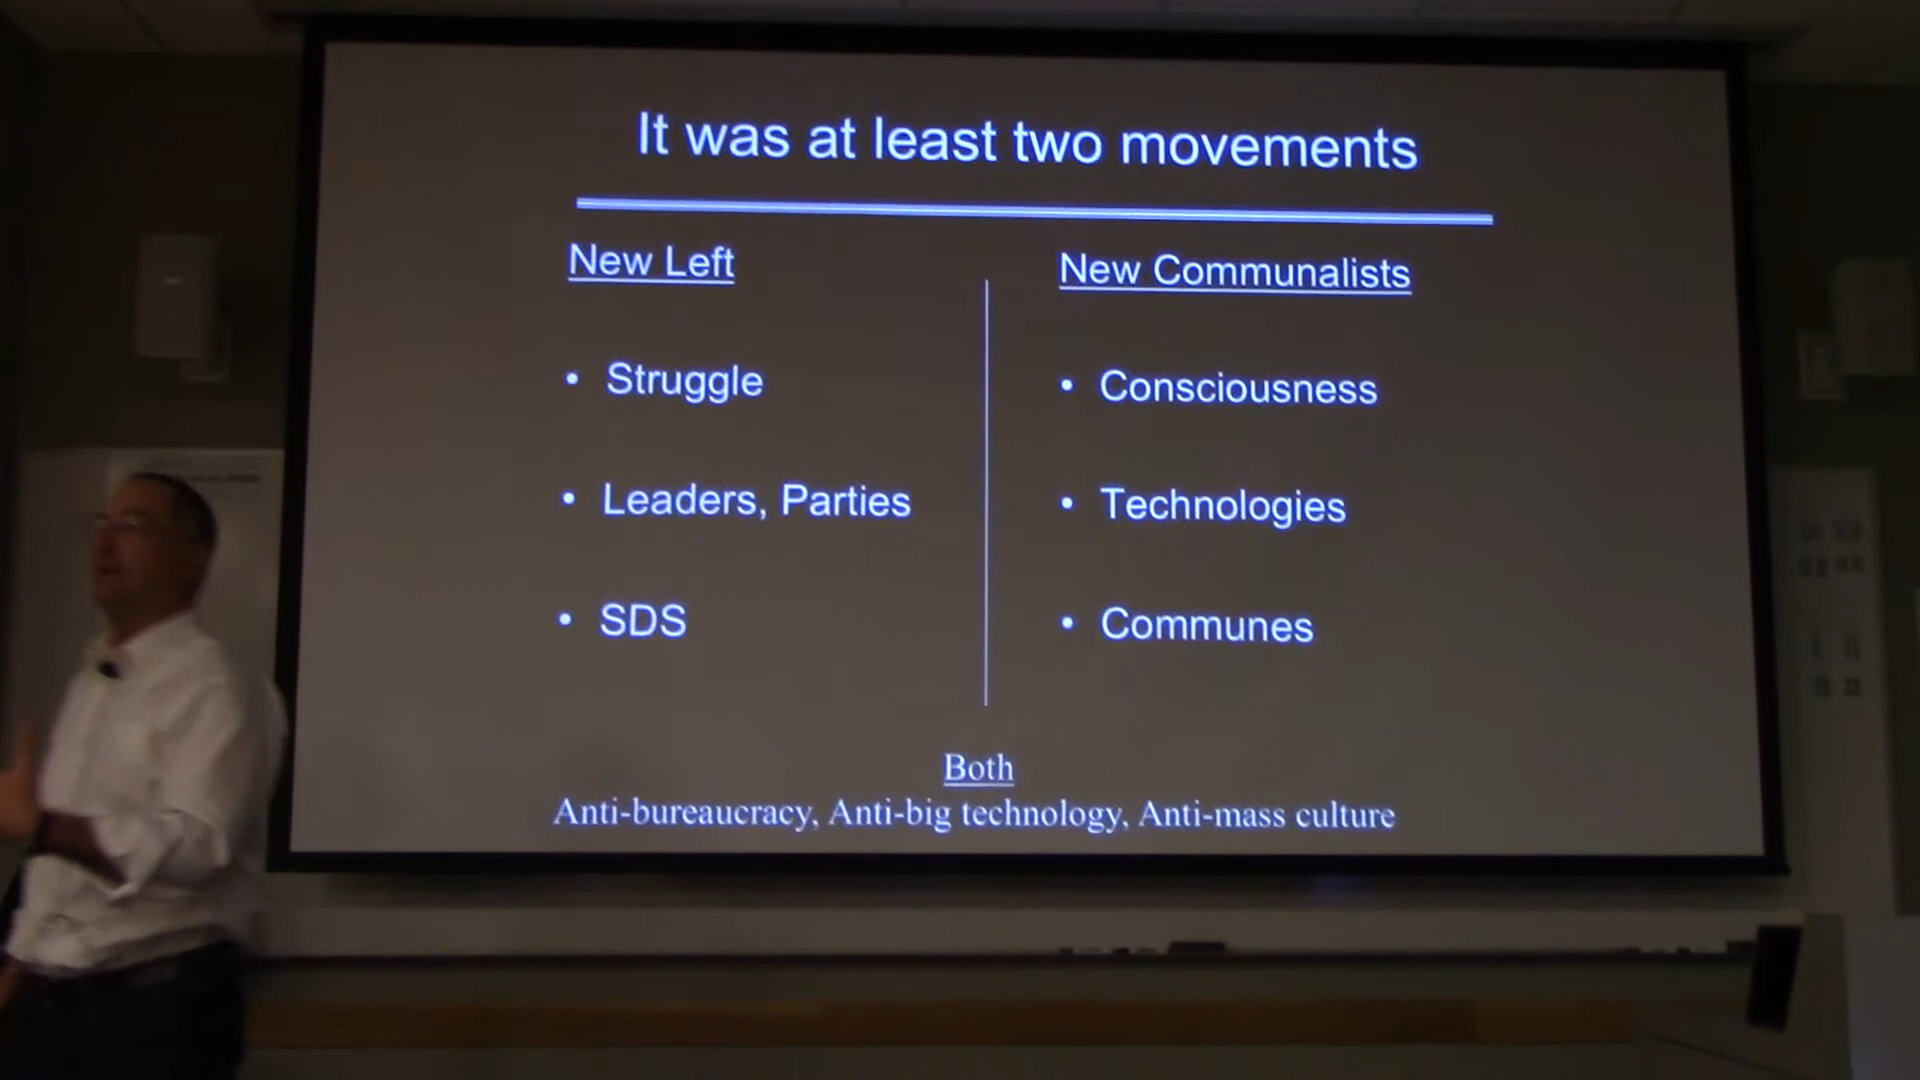 It was at least two movements
New Left
• Struggle
• Leaders, Parties
• SDS
New Communalists
• Consciousness
• Technologies
• Communes
Both
Anti-bureaucracy, Anti-big technology, Anti-mass culture